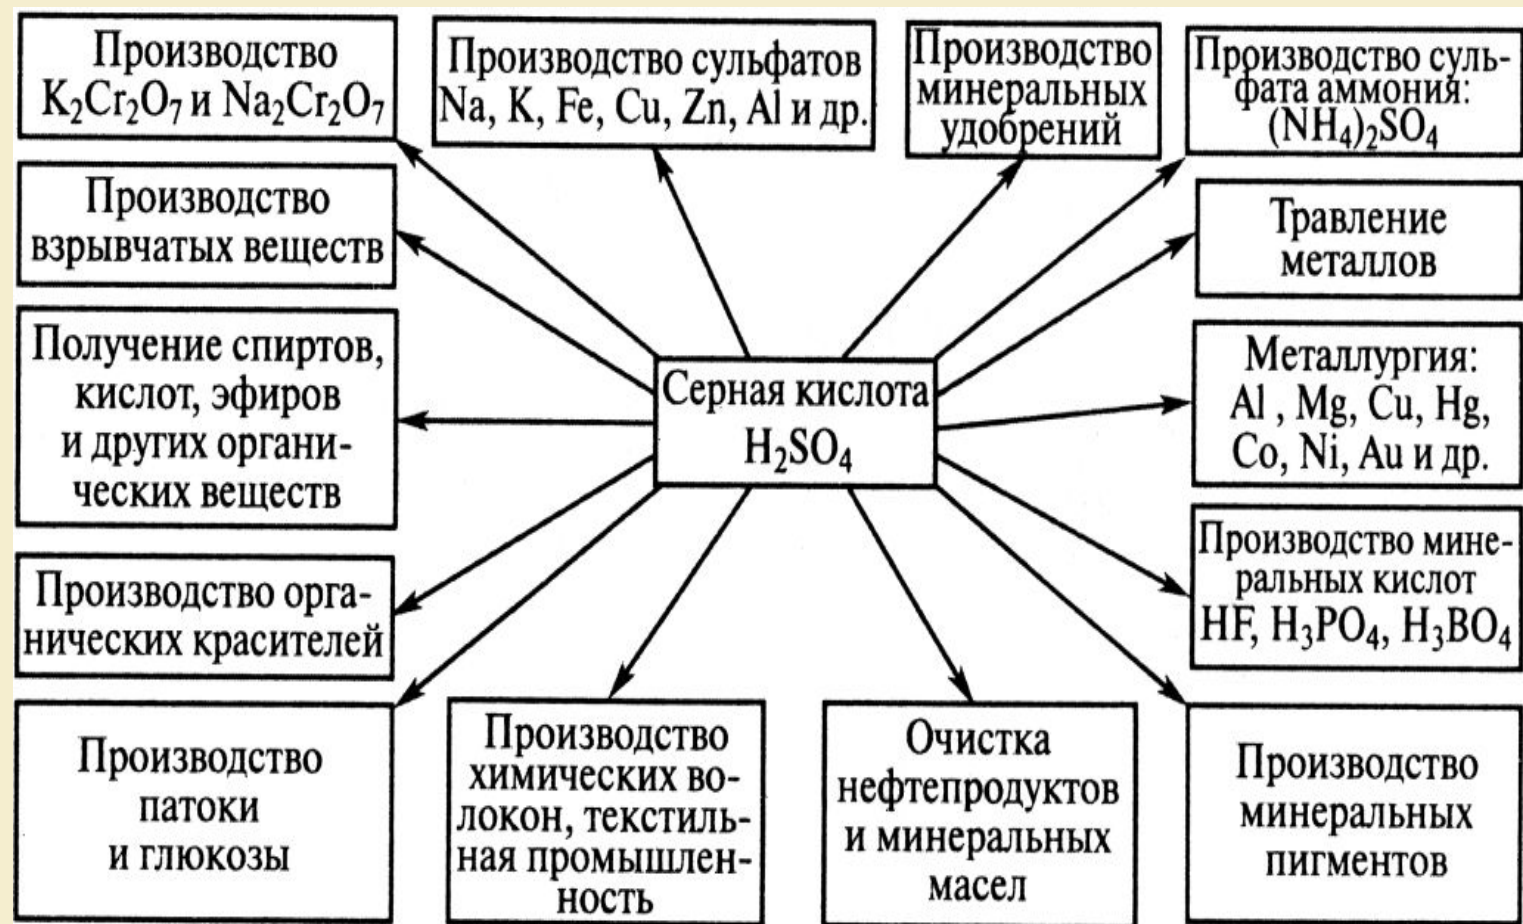 Производство
K₂Cr₂O₇ и Na₂Cr₂O₇
Производство сульфатов
Na, K, Fe, Cu, Zn, Al и др.
Производство
минеральных
удобрений
Производство суль-
фата аммония:
(NH₄)₂SO₄
Производство
взрывчатых веществ
Травление
металлов
Получение спиртов,
кислот, эфиров
и других органи-
ческих веществ
Серная кислота
H₂SO₄
Металлургия:
Al , Mg, Cu, Hg,
Co, Ni, Au и др.
Производство орга-
нических красителей
Производство мине-
ральных кислот
HF, H₃PO₄, H₃BO₄
Производство
патоки
и глюкозы
Производство
химических во-
локон, текстиль-
ная промышлен-
ность
Очистка
нефтепродуктов
и минеральных
масел
Производство
минеральных
пигментов